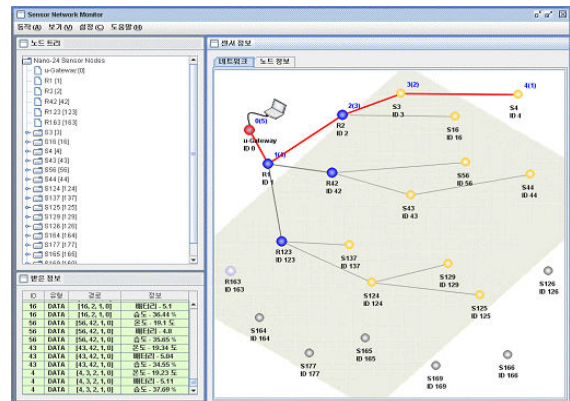 Sensor Network Monitor
동작(A) 보기(V) 설정(C) 도움말(H)
노드 트리
Nano-24 Sensor Nodes
u-Gateway [0]
R1 [1]
R2 [2]
R42 [42]
R123 [123]
R163 [163]
S3 [3]
S16 [16]
S4 [4]
S43 [43]
S56 [56]
S44 [44]
S124 [124]
S137 [137]
S125 [125]
S129 [129]
S126 [126]
S164 [164]
S165 [165]
S177 [177]
S169 [169]
받은 정보
ID 유형 경로 정보
16 DATA [16, 2, 1, 0] 배터리 - 5.1
16 DATA [16, 2, 1, 0] 습도 - 36.44 %
56 DATA [56, 42, 1, 0] 온도 - 19.1 도
56 DATA [56, 42, 1, 0] 배터리 - 4.8
56 DATA [56, 42, 1, 0] 습도 - 35.65 %
43 DATA [43, 42, 1, 0] 온도 - 19.34 도
43 DATA [43, 42, 1, 0] 배터리 - 5.04
43 DATA [43, 42, 1, 0] 습도 - 34.55 %
4 DATA [4, 3, 2, 1, 0] 온도 - 19.23 도
4 DATA [4, 3, 2, 1, 0] 배터리 - 5.11
4 DATA [4, 3, 2, 1, 0] 습도 - 37.69 %
센서 정보
네트워크 노드 정보
0(5)
u-Gateway
ID 0
1(4)
R1
ID 1
2(3)
R2
ID 2
3(2)
S3
ID 3
4(1)
S4
ID 4
S16
ID 16
R42
ID 42
S56
ID 56
S43
ID 43
S44
ID 44
R123
ID 123
S137
ID 137
S124
ID 124
S129
ID 129
S125
ID 125
S126
ID 126
R163
ID 163
S164
ID 164
S165
ID 165
S177
ID 177
S169
ID 169
S166
ID 166